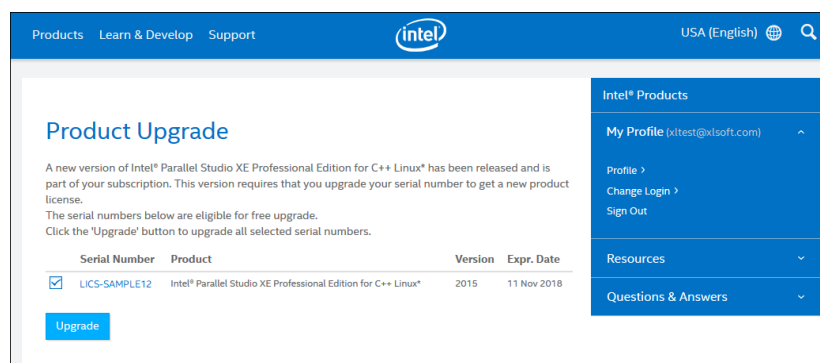 Products Learn & Develop Support
intel
USA (English)
Product Upgrade
A new version of Intel® Parallel Studio XE Professional Edition for C++ Linux* has been released and is
part of your subscription. This version requires that you upgrade your serial number to get a new product
license.
The serial numbers below are eligible for free upgrade.
Click the 'Upgrade' button to upgrade all selected serial numbers.
Serial Number Product Version Expr. Date
LICS-SAMPLE12 Intel® Parallel Studio XE Professional Edition for C++ Linux* 2015 11 Nov 2018
Upgrade
Intel® Products
My Profile (xltest@xlsoft.com)
Profile >
Change Login >
Sign Out
Resources
Questions & Answers